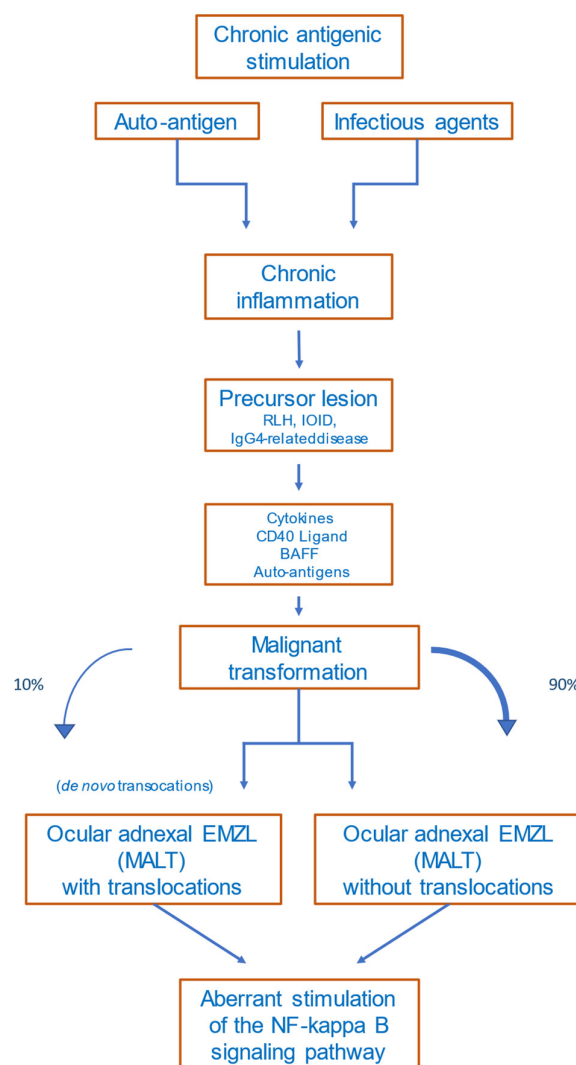 Chronic antigenic
stimulation
Auto-antigen
Infectious agents
Chronic
inflammation
Precursor lesion
RLH, IOID,
IgG4-relateddisease
Cytokines
CD40 Ligand
BAFF
Auto-antigens
Malignant
transformation
10%
90%
(de novo transocations)
Ocular adnexal EMZL
(MALT)
with translocations
Ocular adnexal EMZL
(MALT)
without translocations
Aberrant stimulation
of the NF-kappa B
signaling pathway